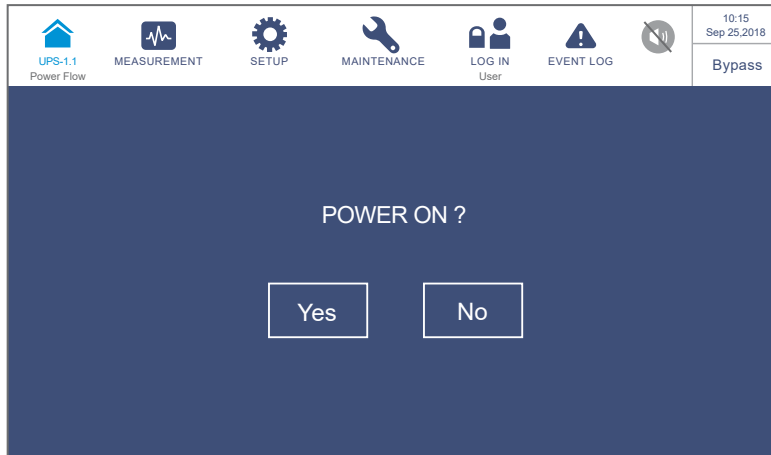 UPS-1.1
Power Flow
MEASUREMENT
SETUP
MAINTENANCE
LOG IN
User
EVENT LOG
10:15
Sep 25,2018
Bypass
POWER ON ?
Yes
No